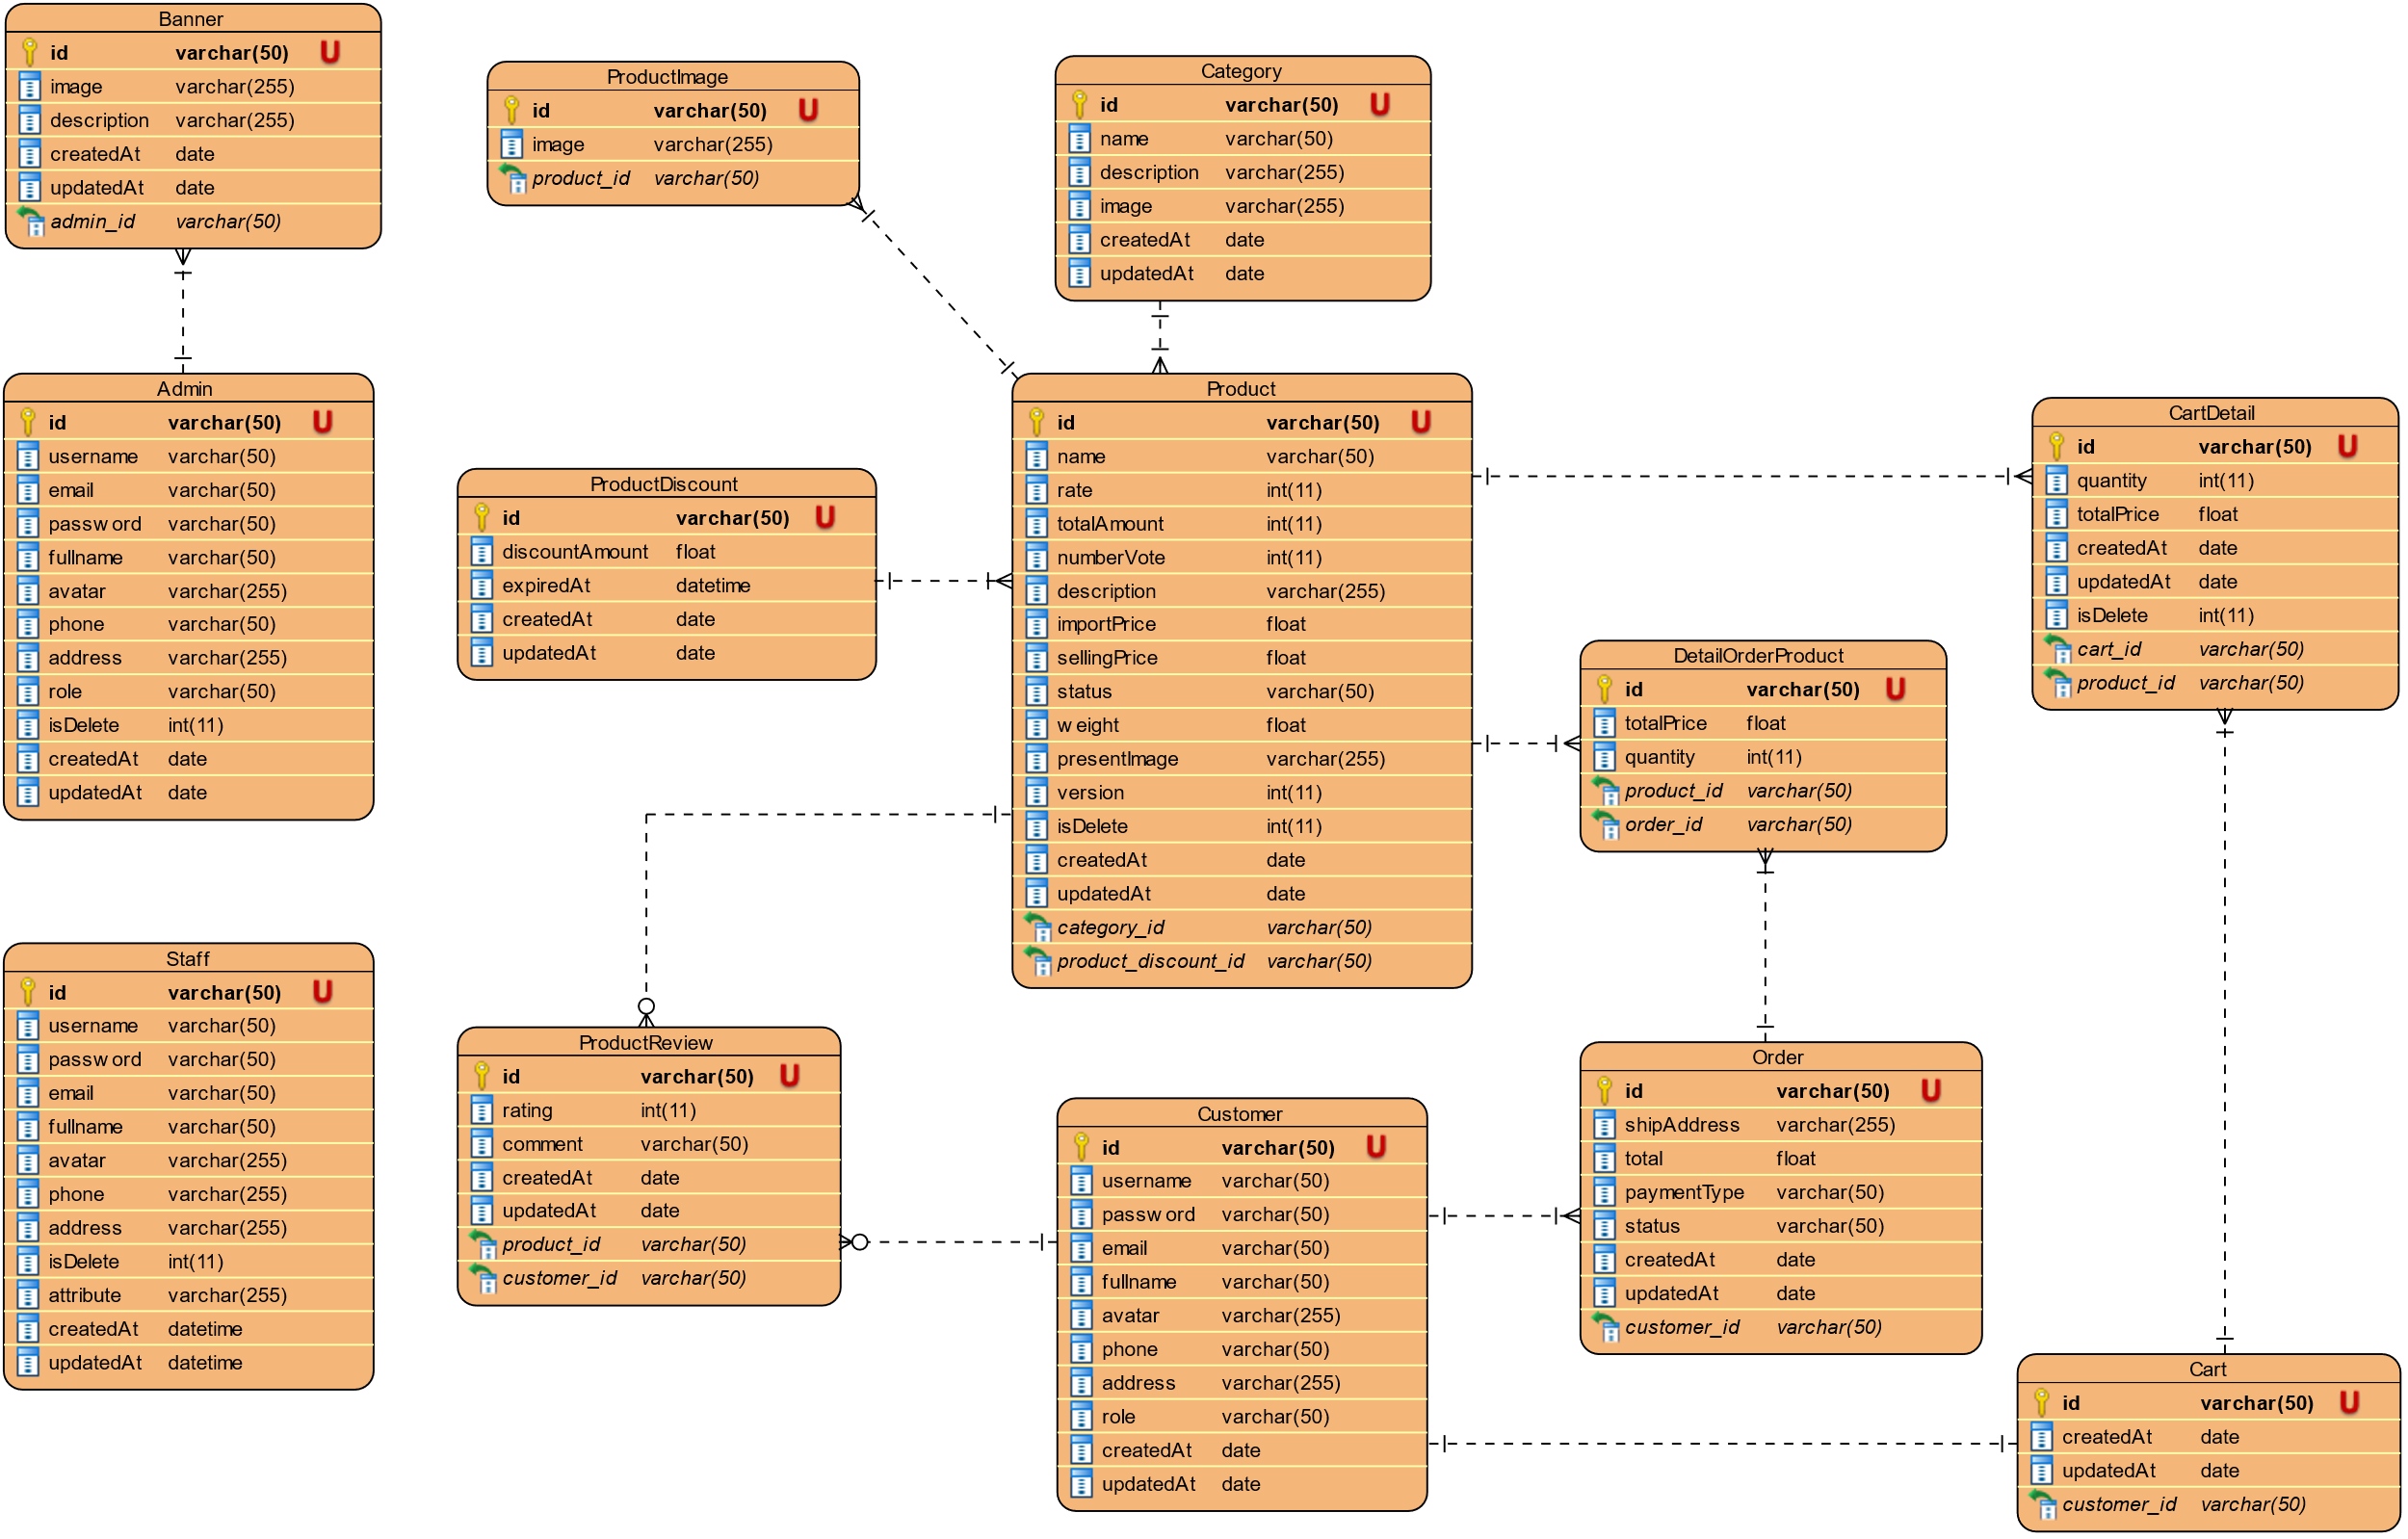 Banner
id varchar(50) U
image varchar(255)
description varchar(255)
createdAt date
updatedAt date
admin_id varchar(50)
ProductImage
id varchar(50) U
image varchar(255)
product_id varchar(50)
Category
id varchar(50) U
name varchar(50)
description varchar(255)
image varchar(255)
createdAt date
updatedAt date
Admin
id varchar(50) U
username varchar(50)
email varchar(50)
password varchar(50)
fullname varchar(50)
avatar varchar(255)
phone varchar(50)
address varchar(255)
role varchar(50)
isDelete int(11)
createdAt date
updatedAt date
ProductDiscount
id varchar(50) U
discountAmount float
expiredAt datetime
createdAt date
updatedAt date
Product
id varchar(50) U
name varchar(50)
rate int(11)
totalAmount int(11)
numberVote int(11)
description varchar(255)
importPrice float
sellingPrice float
status varchar(50)
weight float
presentImage varchar(255)
version int(11)
isDelete int(11)
createdAt date
updatedAt date
category_id varchar(50)
product_discount_id varchar(50)
CartDetail
id varchar(50) U
quantity int(11)
totalPrice float
createdAt date
updatedAt date
isDelete int(11)
cart_id varchar(50)
product_id varchar(50)
DetailOrderProduct
id varchar(50) U
totalPrice float
quantity int(11)
product_id varchar(50)
order_id varchar(50)
Staff
id varchar(50) U
username varchar(50)
password varchar(50)
email varchar(50)
fullname varchar(50)
avatar varchar(255)
phone varchar(255)
address varchar(255)
isDelete int(11)
attribute varchar(255)
createdAt datetime
updatedAt datetime
ProductReview
id varchar(50) U
rating int(11)
comment varchar(50)
createdAt date
updatedAt date
product_id varchar(50)
customer_id varchar(50)
Customer
id varchar(50) U
username varchar(50)
password varchar(50)
email varchar(50)
fullname varchar(50)
avatar varchar(255)
phone varchar(50)
address varchar(255)
role varchar(50)
createdAt date
updatedAt date
Order
id varchar(50) U
shipAddress varchar(255)
total float
paymentType varchar(50)
status varchar(50)
createdAt date
updatedAt date
customer_id varchar(50)
Cart
id varchar(50) U
createdAt date
updatedAt date
customer_id varchar(50)